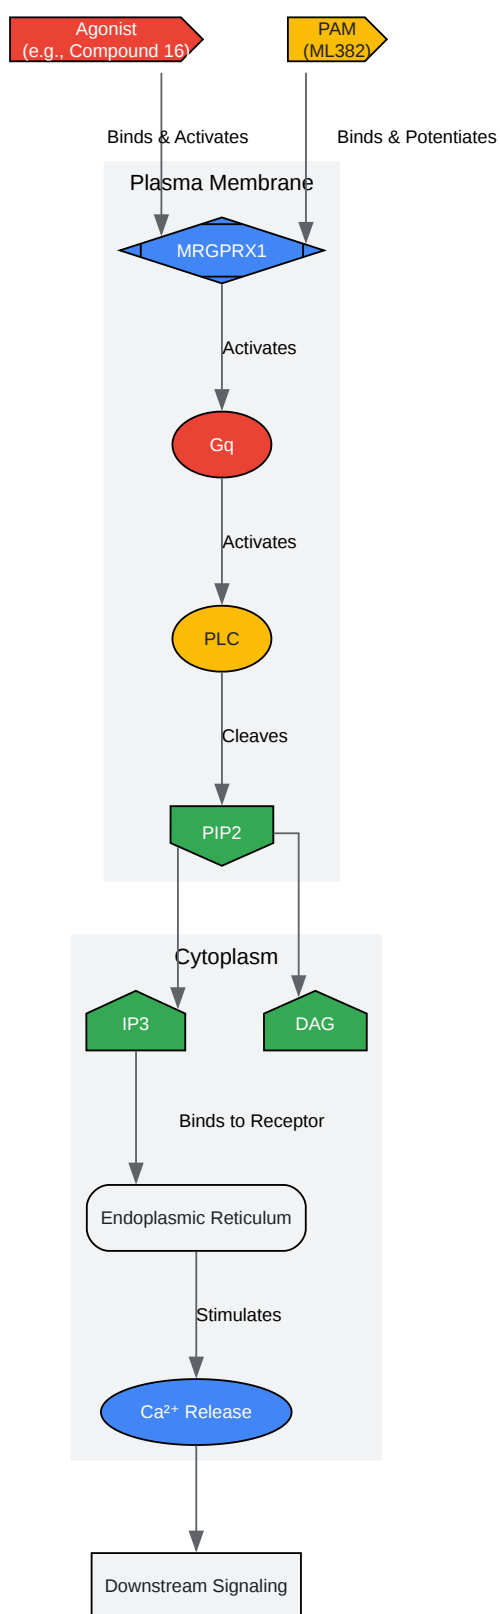 Agonist
(e.g., Compound 16)
PAM
(ML382)
Binds & Activates
Binds & Potentiates
Plasma Membrane
MRGPRX1
Activates
Gq
Activates
PLC
Cleaves
PIP2
Cytoplasm
IP3
DAG
Binds to Receptor
Endoplasmic Reticulum
Stimulates
Ca²⁺ Release
Downstream Signaling